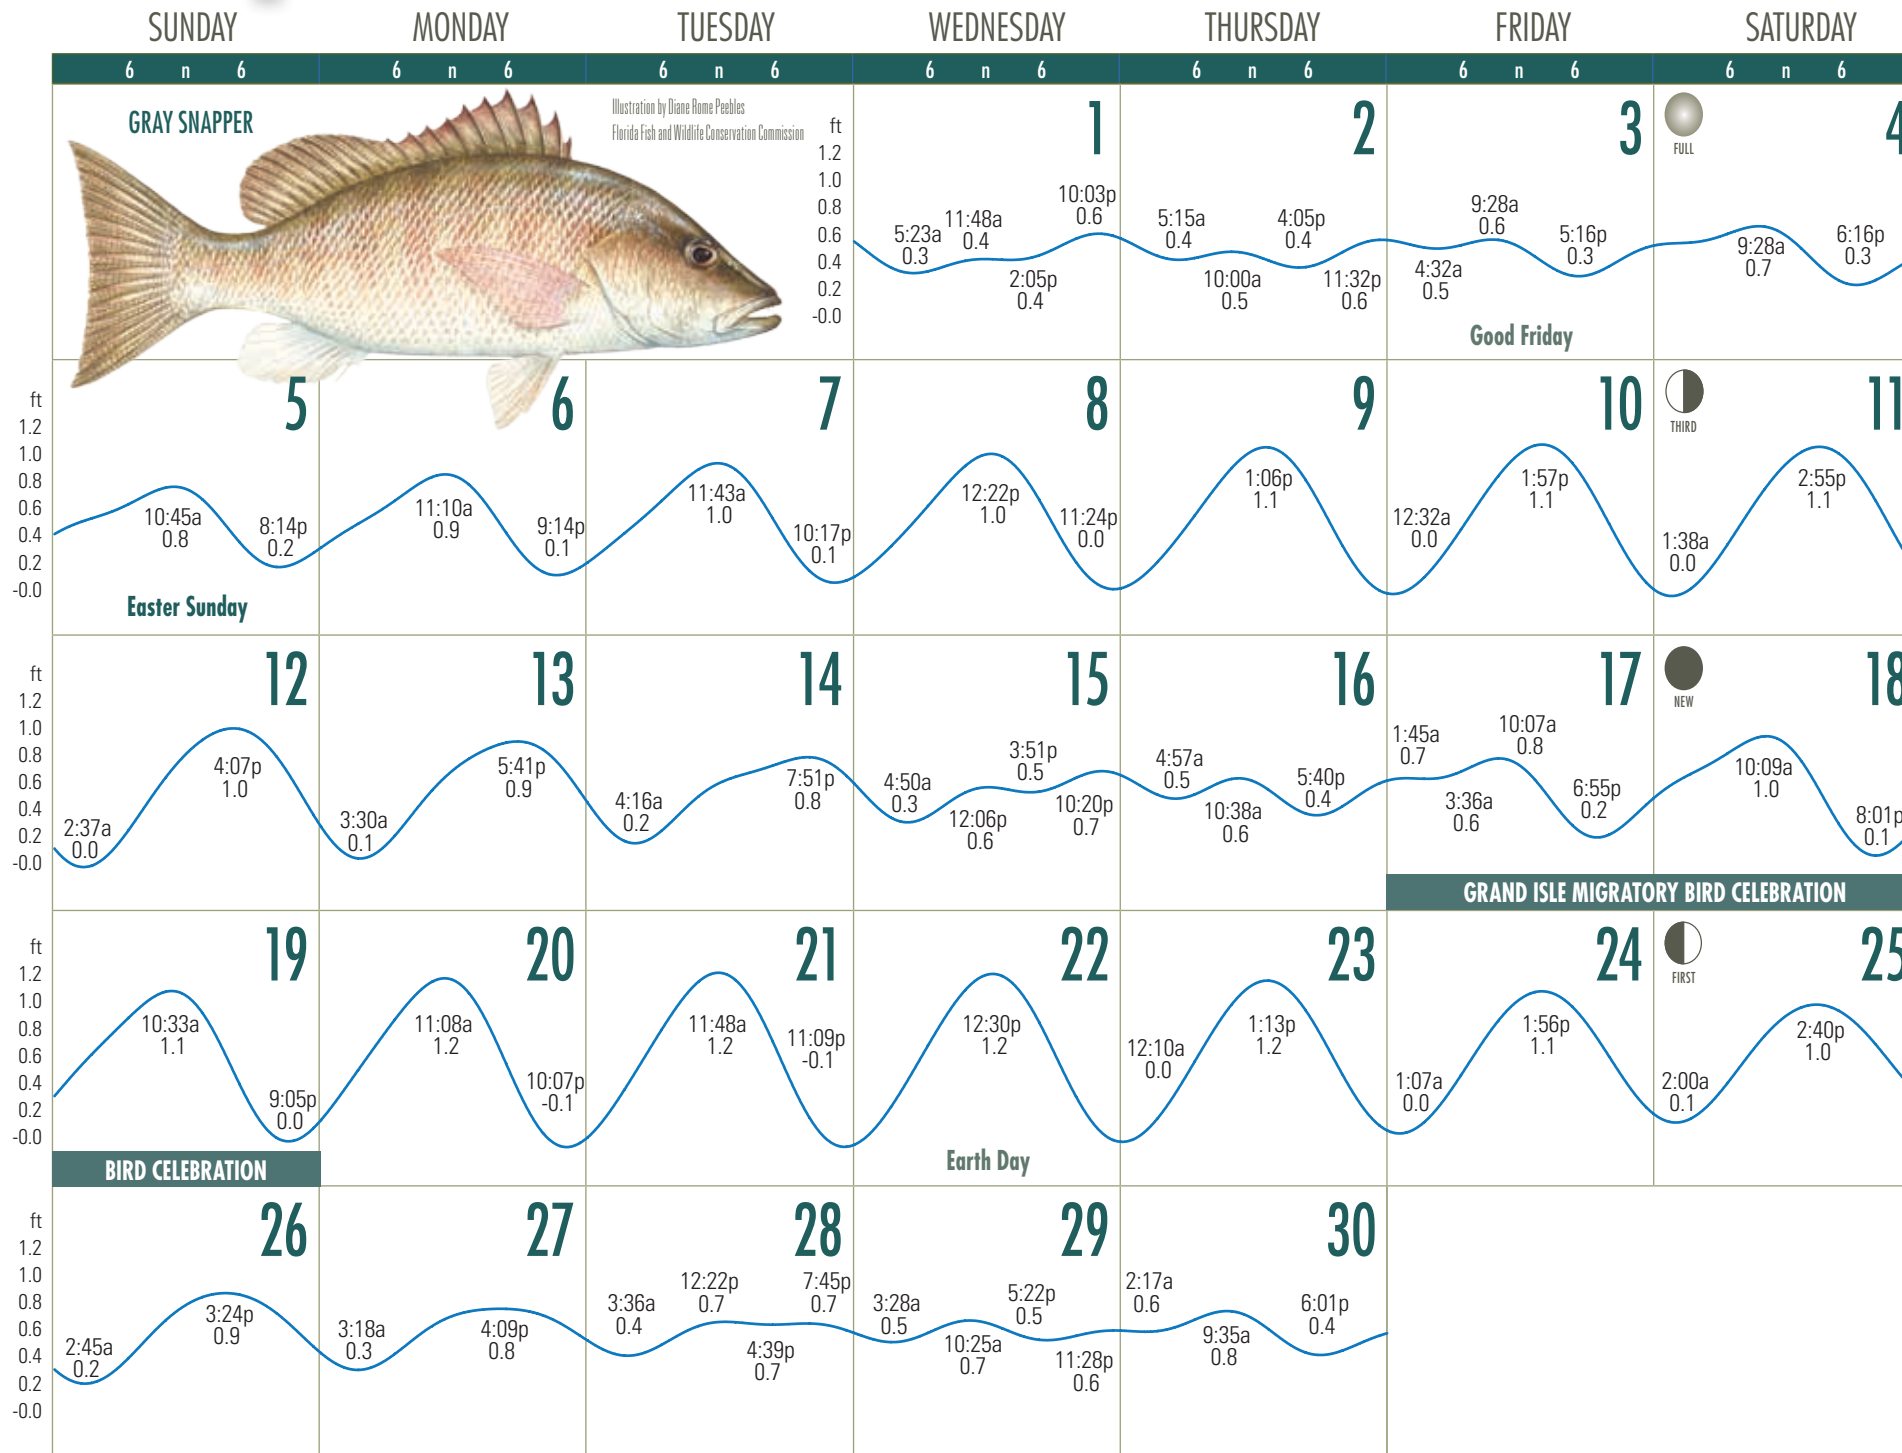 SUNDAY MONDAY TUESDAY WEDNESDAY THURSDAY FRIDAY SATURDAY
6 n 6 6 n 6 6 n 6 6 n 6 6 n 6 6 n 6 6 n 6
GRAY SNAPPER
Illustration by Diane Rome Peebles
Florida Fish and Wildlife Conservation Commission
ft
1.2
1.0
0.8
0.6
0.4
0.2
-0.0
1
5:23a
0.3
11:48a
0.4
2:05p
0.4
10:03p
0.6
2
5:15a
0.4
10:00a
0.5
4:05p
0.4
11:32p
0.6
3
4:32a
0.5
9:28a
0.6
5:16p
0.3
Good Friday
FULL
4
9:28a
0.7
6:16p
0.3
ft
1.2
1.0
0.8
0.6
0.4
0.2
-0.0
5
10:45a
0.8
8:14p
0.2
Easter Sunday
6
11:10a
0.9
9:14p
0.1
7
11:43a
1.0
10:17p
0.1
8
12:22p
1.0
11:24p
0.0
9
1:06p
1.1
10
12:32a
0.0
1:57p
1.1
THIRD
11
1:38a
0.0
2:55p
1.1
ft
1.2
1.0
0.8
0.6
0.4
0.2
-0.0
12
2:37a
0.0
4:07p
1.0
13
3:30a
0.1
5:41p
0.9
14
4:16a
0.2
7:51p
0.8
15
4:50a
0.3
12:06p
0.6
3:51p
0.5
10:20p
0.7
16
4:57a
0.5
10:38a
0.6
5:40p
0.4
17
1:45a
0.7
3:36a
0.6
10:07a
0.8
6:55p
0.2
NEW
18
10:09a
1.0
8:01p
0.1
GRAND ISLE MIGRATORY BIRD CELEBRATION
ft
1.2
1.0
0.8
0.6
0.4
0.2
-0.0
19
10:33a
1.1
9:05p
0.0
BIRD CELEBRATION
20
11:08a
1.2
10:07p
-0.1
21
11:48a
1.2
11:09p
-0.1
22
12:30p
1.2
Earth Day
23
12:10a
0.0
1:13p
1.2
24
1:07a
0.0
1:56p
1.1
FIRST
25
2:00a
0.1
2:40p
1.0
ft
1.2
1.0
0.8
0.6
0.4
0.2
-0.0
26
2:45a
0.2
3:24p
0.9
27
3:18a
0.3
4:09p
0.8
28
3:36a
0.4
12:22p
0.7
4:39p
0.7
7:45p
0.7
29
3:28a
0.5
10:25a
0.7
5:22p
0.5
11:28p
0.6
30
2:17a
0.6
9:35a
0.8
6:01p
0.4